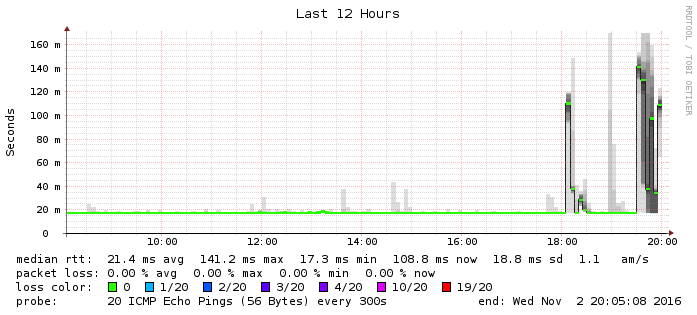 Last 12 Hours
RRDTOOL / TOBI OETIKER
Seconds
160 m
140 m
120 m
100 m
80 m
60 m
40 m
20 m
0
10:00 12:00 14:00 16:00 18:00 20:00
median rtt: 21.4 ms avg 141.2 ms max 17.3 ms min 108.8 ms now 18.8 ms sd 1.1 am/s
packet loss: 0.00 % avg 0.00 % max 0.00 % min 0.00 % now
loss color: 0 1/20 2/20 3/20 4/20 10/20 19/20
probe: 20 ICMP Echo Pings (56 Bytes) every 300s end: Wed Nov 2 20:05:08 2016